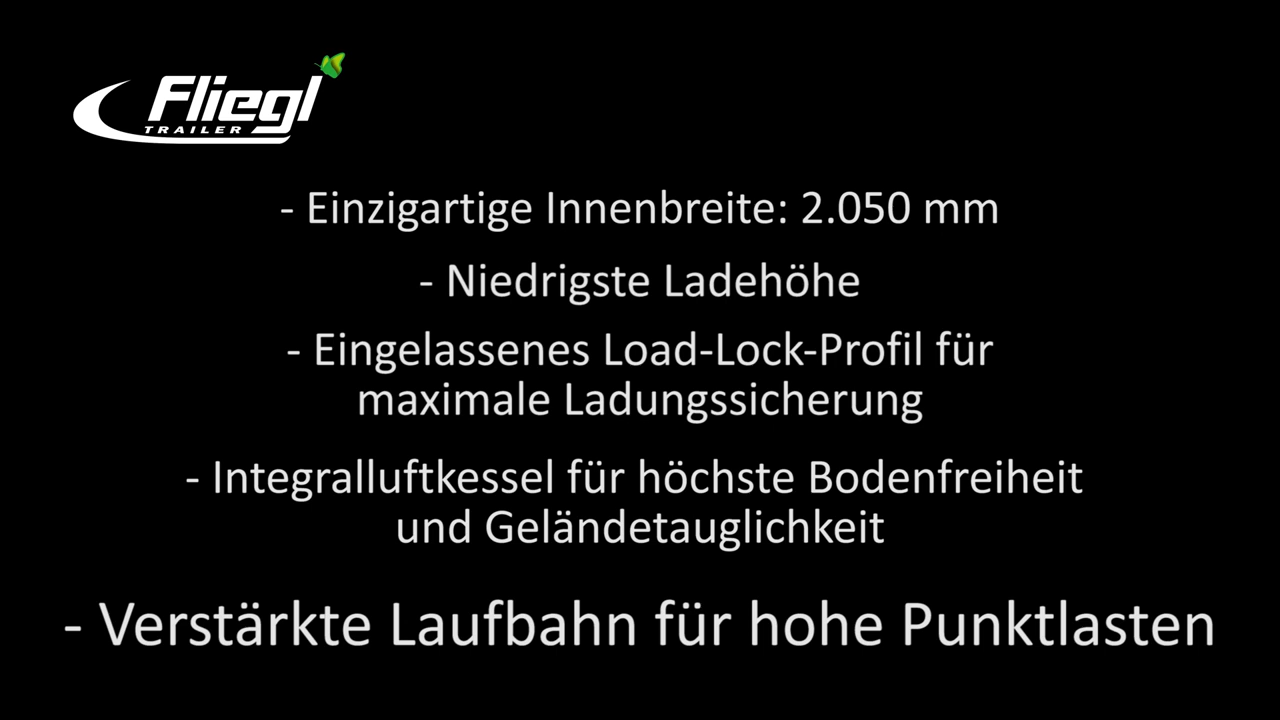 Fliegl
TRAILER
- Einzigartige Innenbreite: 2.050 mm
- Niedrigste Ladehöhe
- Eingelassenes Load-Lock-Profil für
maximale Ladungssicherung
- Integralluftkessel für höchste Bodenfreiheit
und Geländetauglichkeit
- Verstärkte Laufbahn für hohe Punktlasten